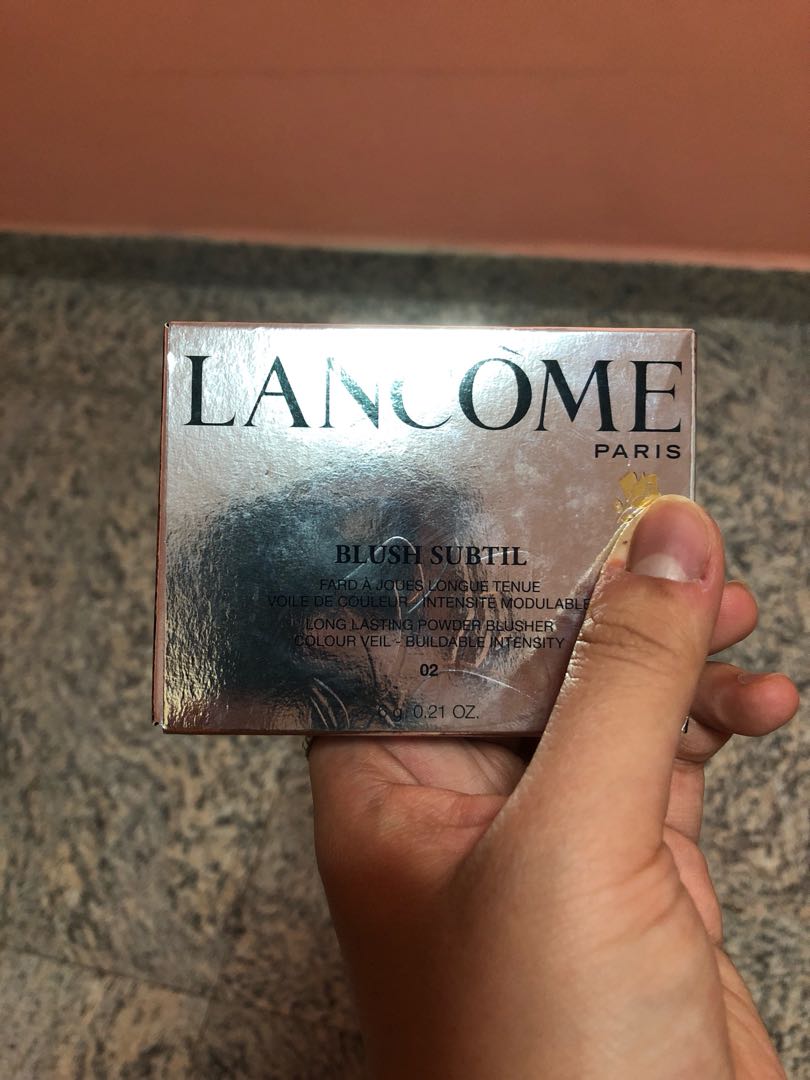 LANCÔME
PARIS
BLUSH SUBTIL
FARD À JOUES LONGUE TENUE
VOILE DE COULEUR - INTENSITÉ MODULABLE
LONG LASTING POWDER BLUSHER
COLOUR VEIL - BUILDABLE INTENSITY
02
6 g. 0.21 OZ.